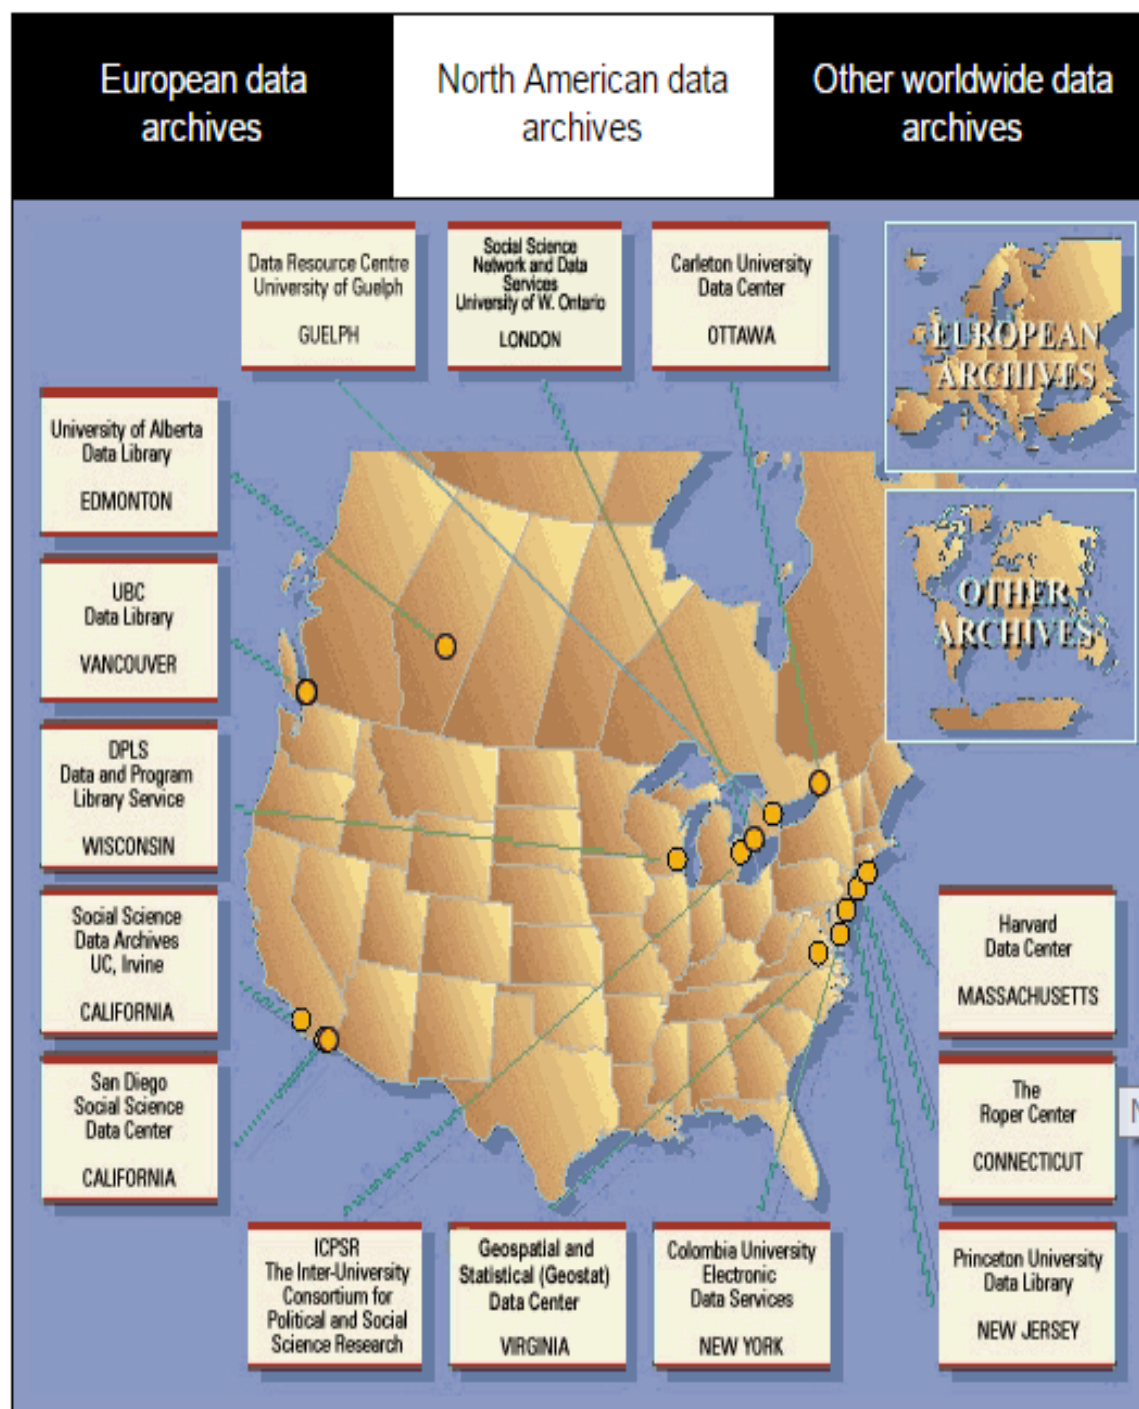 European data
archives
North American data
archives
Other worldwide data
archives
Data Resource Centre
University of Guelph
GUELPH
Social Science
Network and Data
Services
University of W. Ontario
LONDON
Carleton University
Data Center
OTTAWA
EUROPEAN
ARCHIVES
University of Alberta
Data Library
EDMONTON
OTHER
ARCHIVES
UBC
Data Library
VANCOUVER
DPLS
Data and Program
Library Service
WISCONSIN
Social Science
Data Archives
UC, Irvine
CALIFORNIA
Harvard
Data Center
MASSACHUSETTS
San Diego
Social Science
Data Center
CALIFORNIA
The
Roper Center
CONNECTICUT
N
ICPSR
The Inter-University
Consortium for
Political and Social
Science Research
Geospatial and
Statistical (Geostat)
Data Center
VIRGINIA
Colombia University
Electronic
Data Services
NEW YORK
Princeton University
Data Library
NEW JERSEY